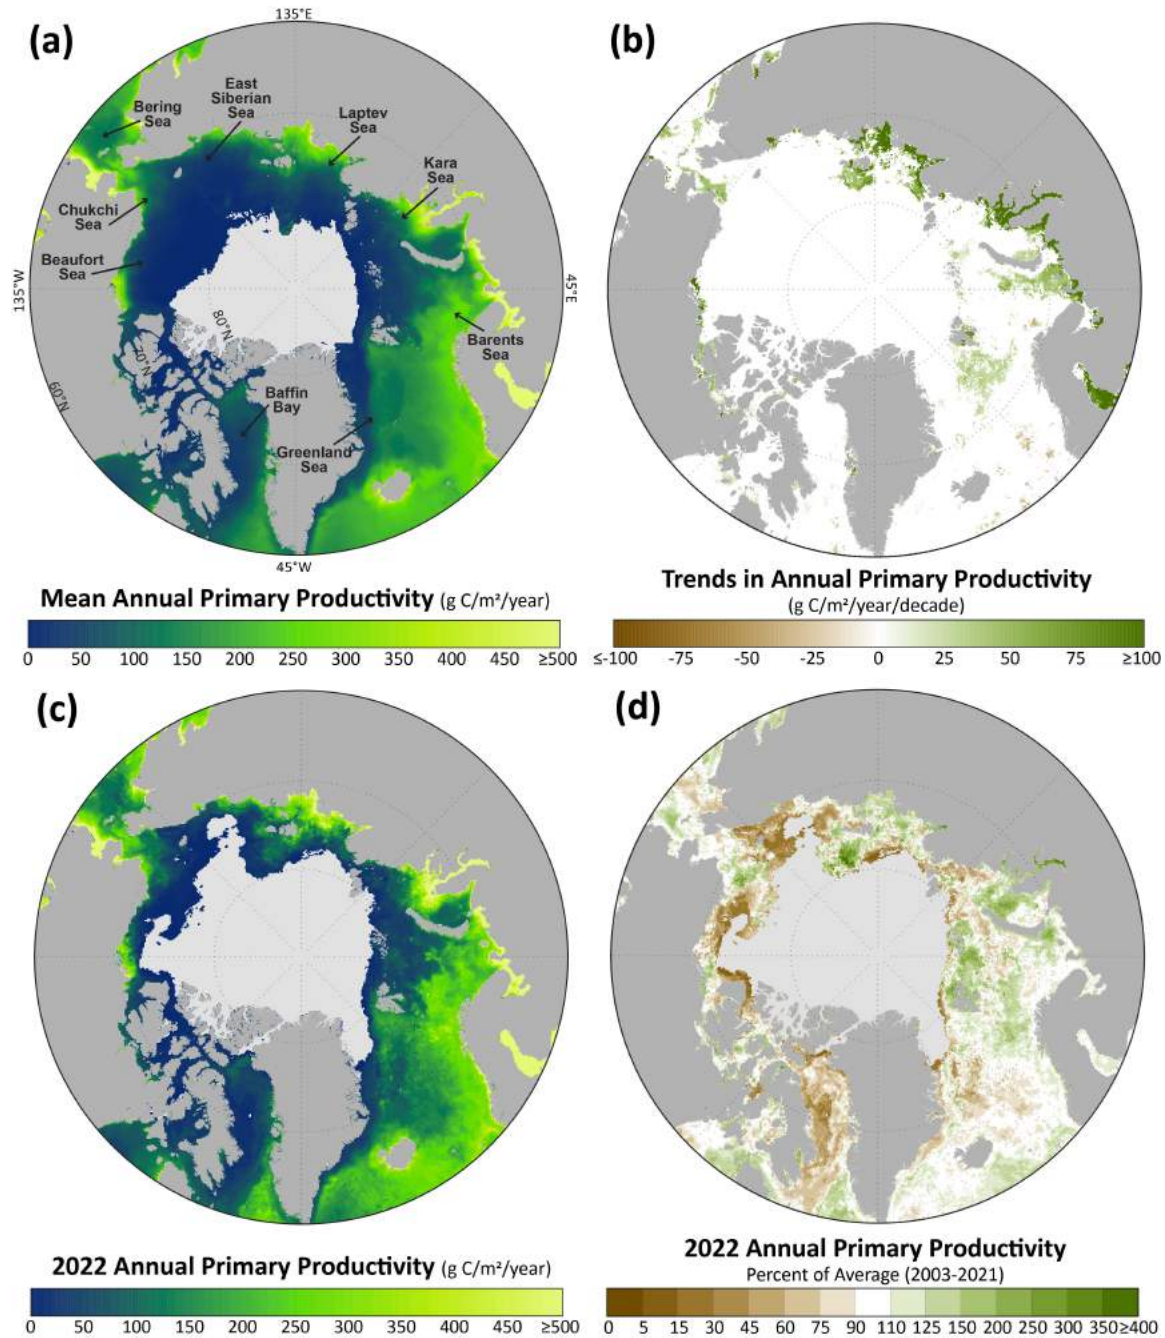 (a)
135°E
Bering
Sea
East
Siberian
Sea
Laptev
Sea
Kara
Sea
Chukchi
Sea
Beaufort
Sea
135°W
45°E
80°N
70°N
60°N
Barents
Sea
Baffin
Bay
Greenland
Sea
45°W
Mean Annual Primary Productivity (g C/m²/year)
0 50 100 150 200 250 300 350 400 450 ≥500
(b)
Trends in Annual Primary Productivity
(g C/m²/year/decade)
≤-100 -75 -50 -25 0 25 50 75 ≥100
(c)
2022 Annual Primary Productivity (g C/m²/year)
0 50 100 150 200 250 300 350 400 450 ≥500
(d)
2022 Annual Primary Productivity
Percent of Average (2003-2021)
0 5 15 30 45 60 75 90 110 125 150 200 250 300 350 ≥400